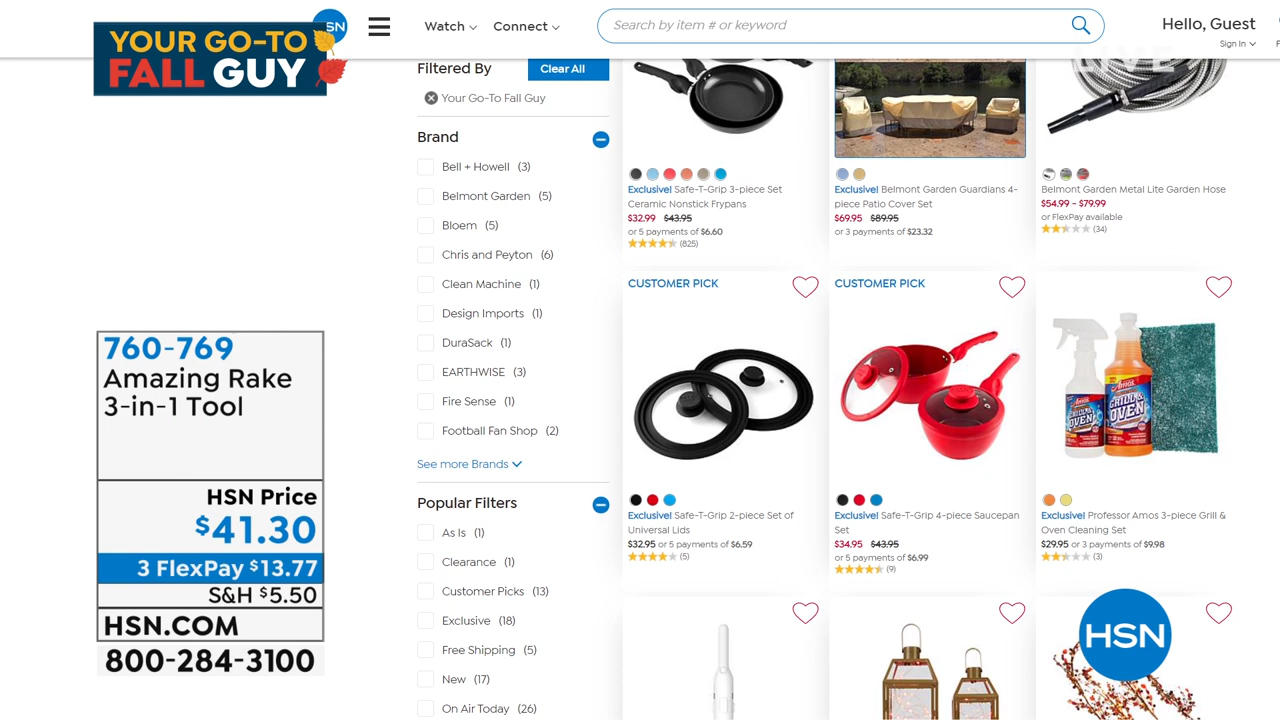 YOUR GO-TO
FALL GUY
SN
Watch
Connect
Search by item # or keyword
Hello, Guest
Sign In
LIVE
760-769
Amazing Rake
3-in-1 Tool
HSN Price
$41.30
3 FlexPay $13.77
S&H $5.50
HSN.COM
800-284-3100
Filtered By
Clear All
Your Go-To Fall Guy
Brand
Bell + Howell (3)
Belmont Garden (5)
Bloem (5)
Chris and Peyton (6)
Clean Machine (1)
Design Imports (1)
DuraSack (1)
EARTHWISE (3)
Fire Sense (1)
Football Fan Shop (2)
See more Brands
Popular Filters
As Is (1)
Clearance (1)
Customer Picks (13)
Exclusive (18)
Free Shipping (5)
New (17)
On Air Today (26)
Exclusive! Safe-T-Grip 3-piece Set
Ceramic Nonstick Frypans
$32.99 $43.95
or 5 payments of $6.60
(825)
Exclusive! Belmont Garden Guardians 4-
piece Patio Cover Set
$69.95 $89.95
or 3 payments of $23.32
Belmont Garden Metal Lite Garden Hose
$54.99 - $79.99
or FlexPay available
(34)
CUSTOMER PICK
Exclusive! Safe-T-Grip 2-piece Set of
Universal Lids
$32.95 or 5 payments of $6.59
(5)
CUSTOMER PICK
Exclusive! Safe-T-Grip 4-piece Saucepan
Set
$34.95 $43.95
or 5 payments of $6.99
(9)
Amos
GRILL &
OVEN
Amos
GRILL &
OVEN
Exclusive! Professor Amos 3-piece Grill &
Oven Cleaning Set
$29.95 or 3 payments of $9.98
(3)
HSN